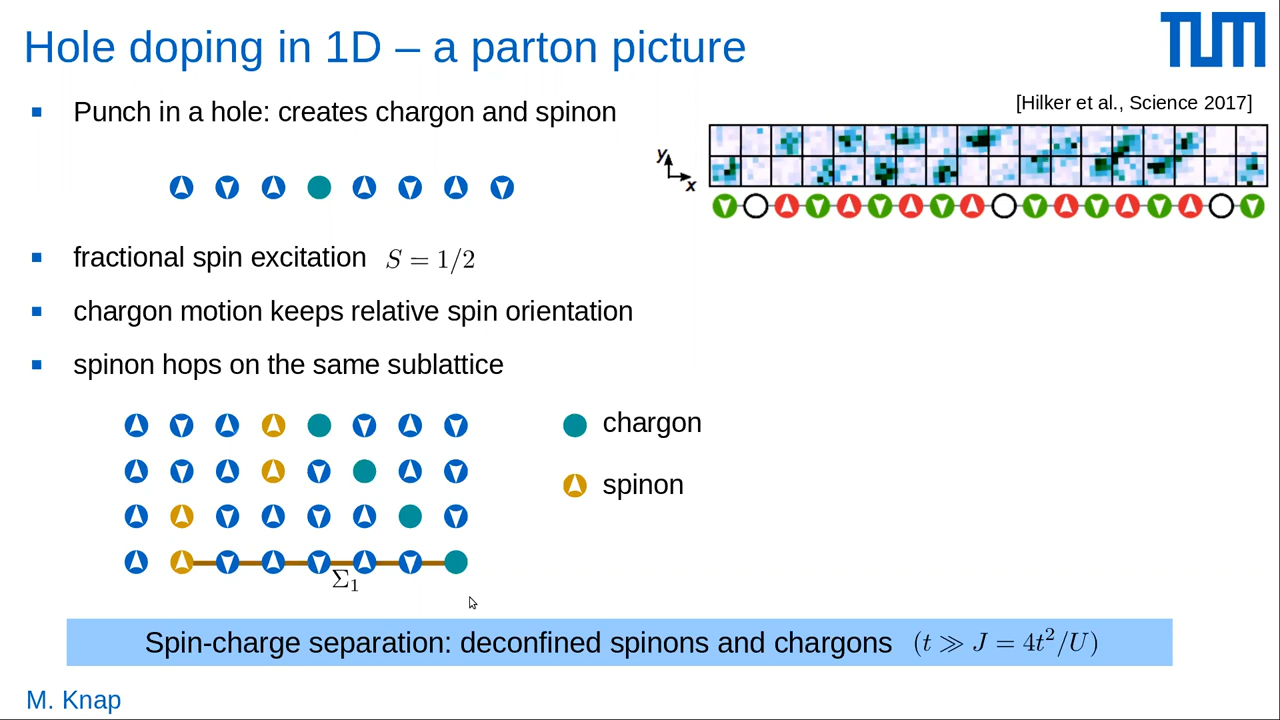 Hole doping in 1D – a parton picture
TUM
Punch in a hole: creates chargon and spinon
[Hilker et al., Science 2017]
y
x
fractional spin excitation S = 1/2
chargon motion keeps relative spin orientation
spinon hops on the same sublattice
chargon
spinon
Σ₁
Spin-charge separation: deconfined spinons and chargons (t ≫ J = 4t²/U)
M. Knap